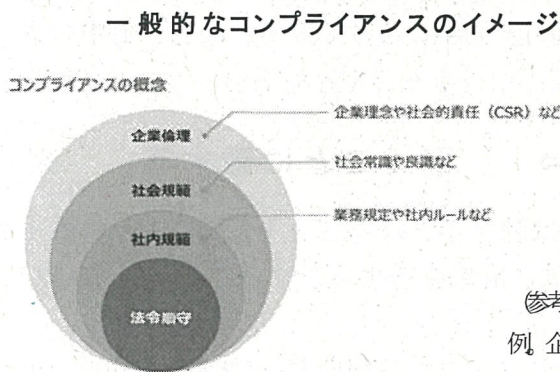 一般的なコンプライアンスのイメージ
コンプライアンスの概念
企業倫理
企業理念や社会的責任（CSR）など
社会規範
社会常識や良識など
社内規範
業務規定や社内ルールなど
法令順守
(参考
例。企